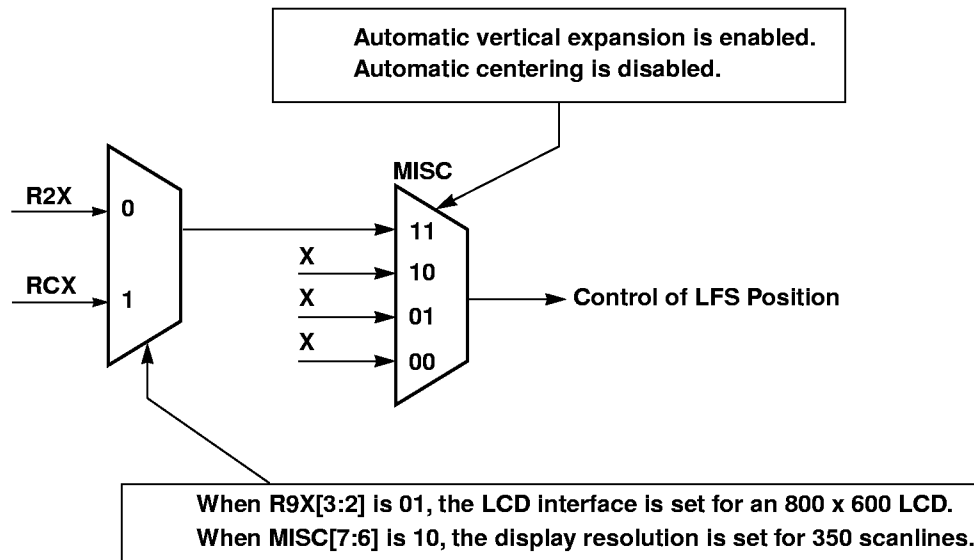 Automatic vertical expansion is enabled.
Automatic centering is disabled.
MISC
R2X
0
11
X
10
RCX
1
X
01
Control of LFS Position
X
00
When R9X[3:2] is 01, the LCD interface is set for an 800 x 600 LCD.
When MISC[7:6] is 10, the display resolution is set for 350 scanlines.